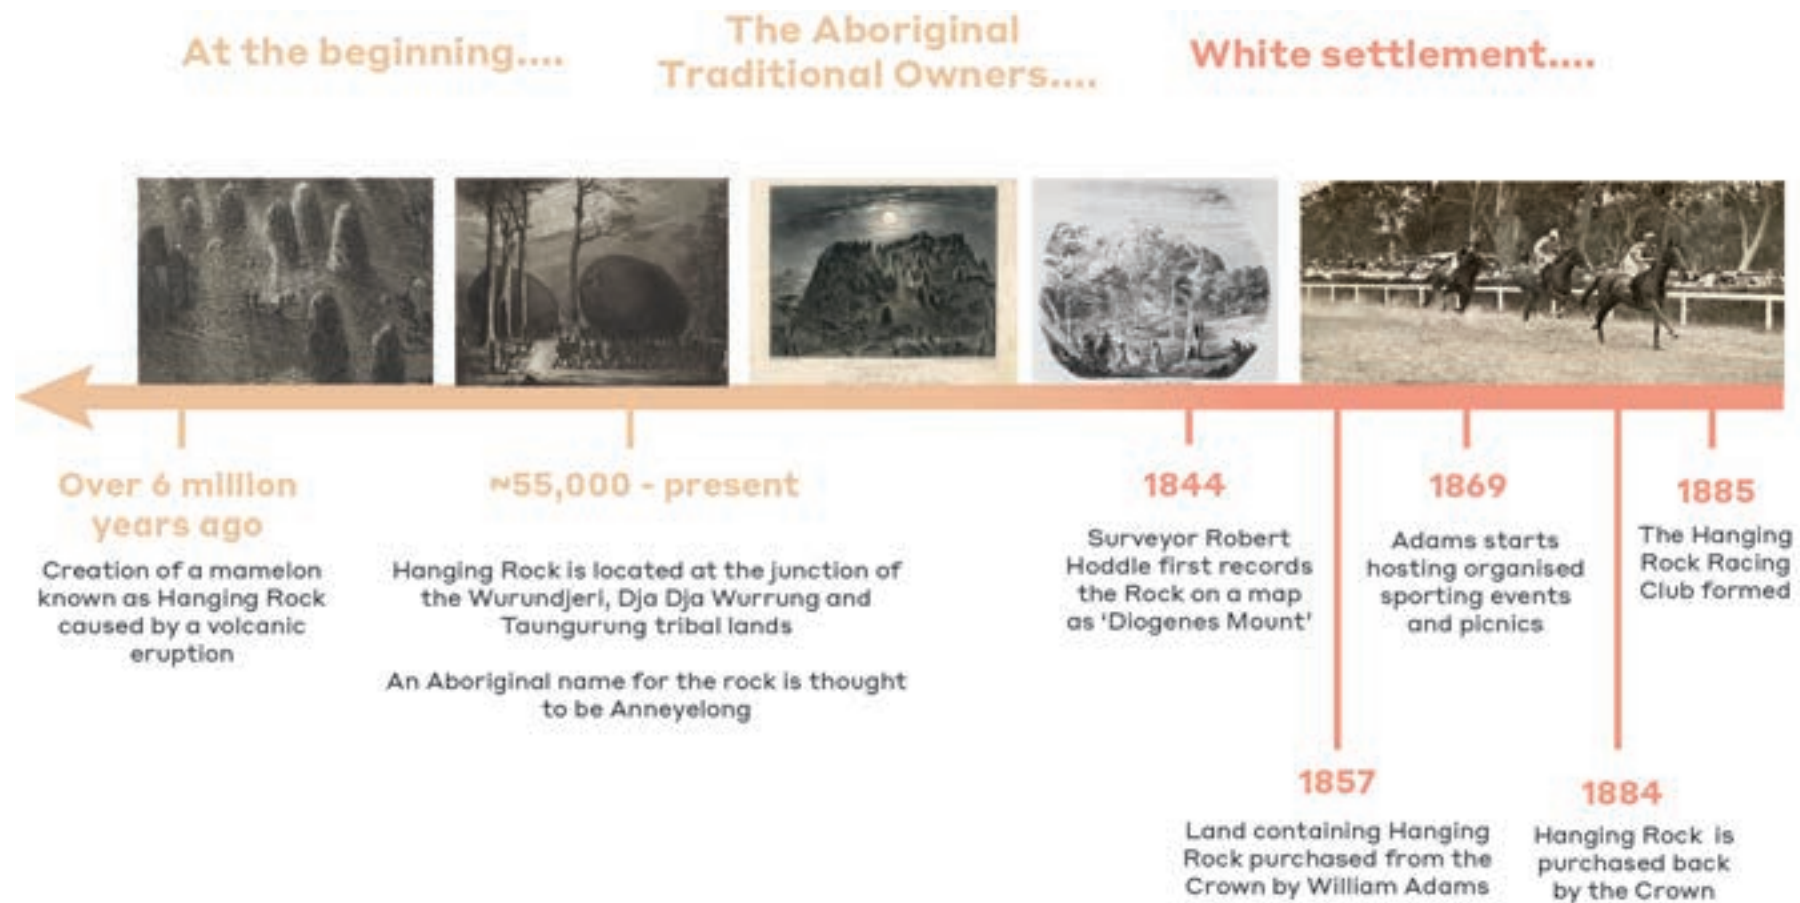 At the beginning....
The Aboriginal
Traditional Owners....
White settlement....
Over 6 million
years ago
Creation of a mamelon
known as Hanging Rock
caused by a volcanic
eruption
~55,000 - present
Hanging Rock is located at the junction of
the Wurundjeri, Dja Dja Wurrung and
Taungurung tribal lands
An Aboriginal name for the rock is thought
to be Anneyelong
1844
Surveyor Robert
Hoddle first records
the Rock on a map
as ‘Diogenes Mount’
1857
Land containing Hanging
Rock purchased from the
Crown by William Adams
1869
Adams starts
hosting organised
sporting events
and picnics
1884
Hanging Rock is
purchased back
by the Crown
1885
The Hanging
Rock Racing
Club formed